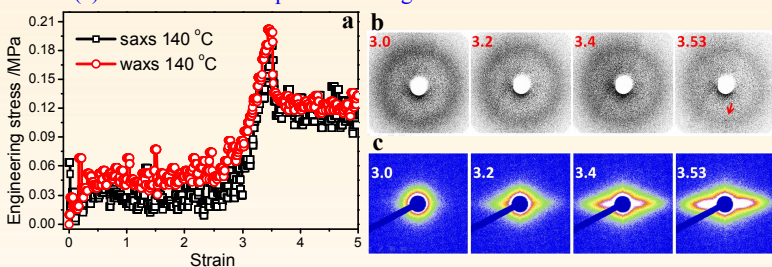 a
Engineering stress /MPa
0.21
0.18
0.15
0.12
0.09
0.06
0.03
0.00
saxs 140 °C
waxs 140 °C
0 1 2 3 4 5
Strain
b
3.0 3.2 3.4 3.53
c
3.0 3.2 3.4 3.53